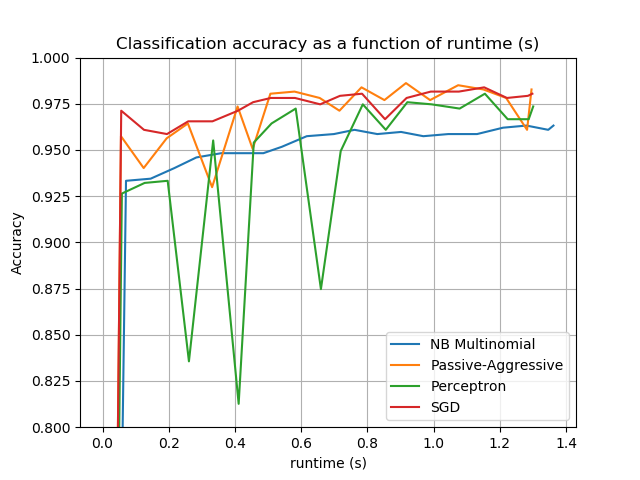 Classification accuracy as a function of runtime (s)
1.000
0.975
0.950
0.925
0.900
0.875
0.850
0.825
0.800
Accuracy
0.0 0.2 0.4 0.6 0.8 1.0 1.2 1.4
runtime (s)
NB Multinomial
Passive-Aggressive
Perceptron
SGD